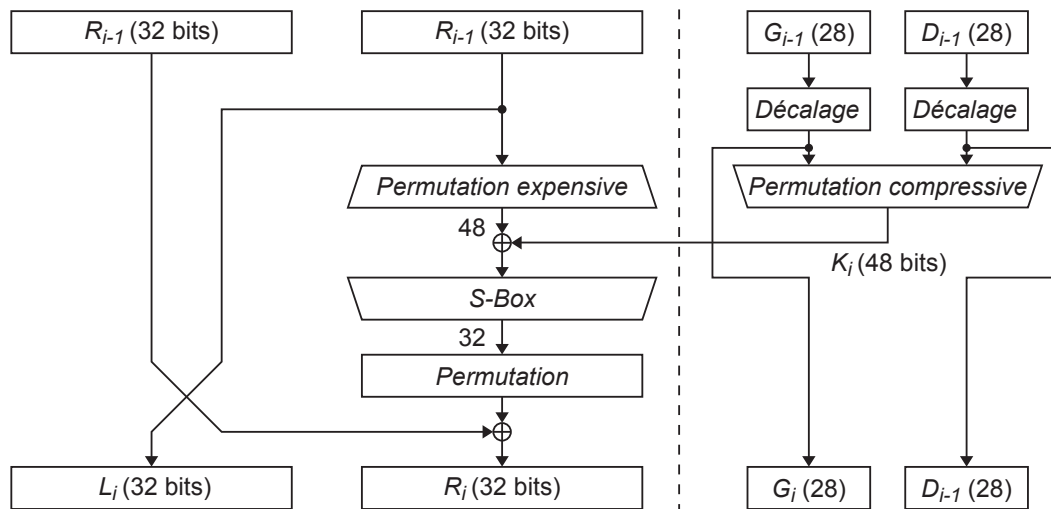 R_{i-1} (32 bits)
R_{i-1} (32 bits)
G_{i-1} (28)
D_{i-1} (28)
Décalage
Décalage
Permutation expensive
Permutation compressive
48
K_i (48 bits)
S-Box
32
Permutation
L_i (32 bits)
R_i (32 bits)
G_i (28)
D_{i-1} (28)